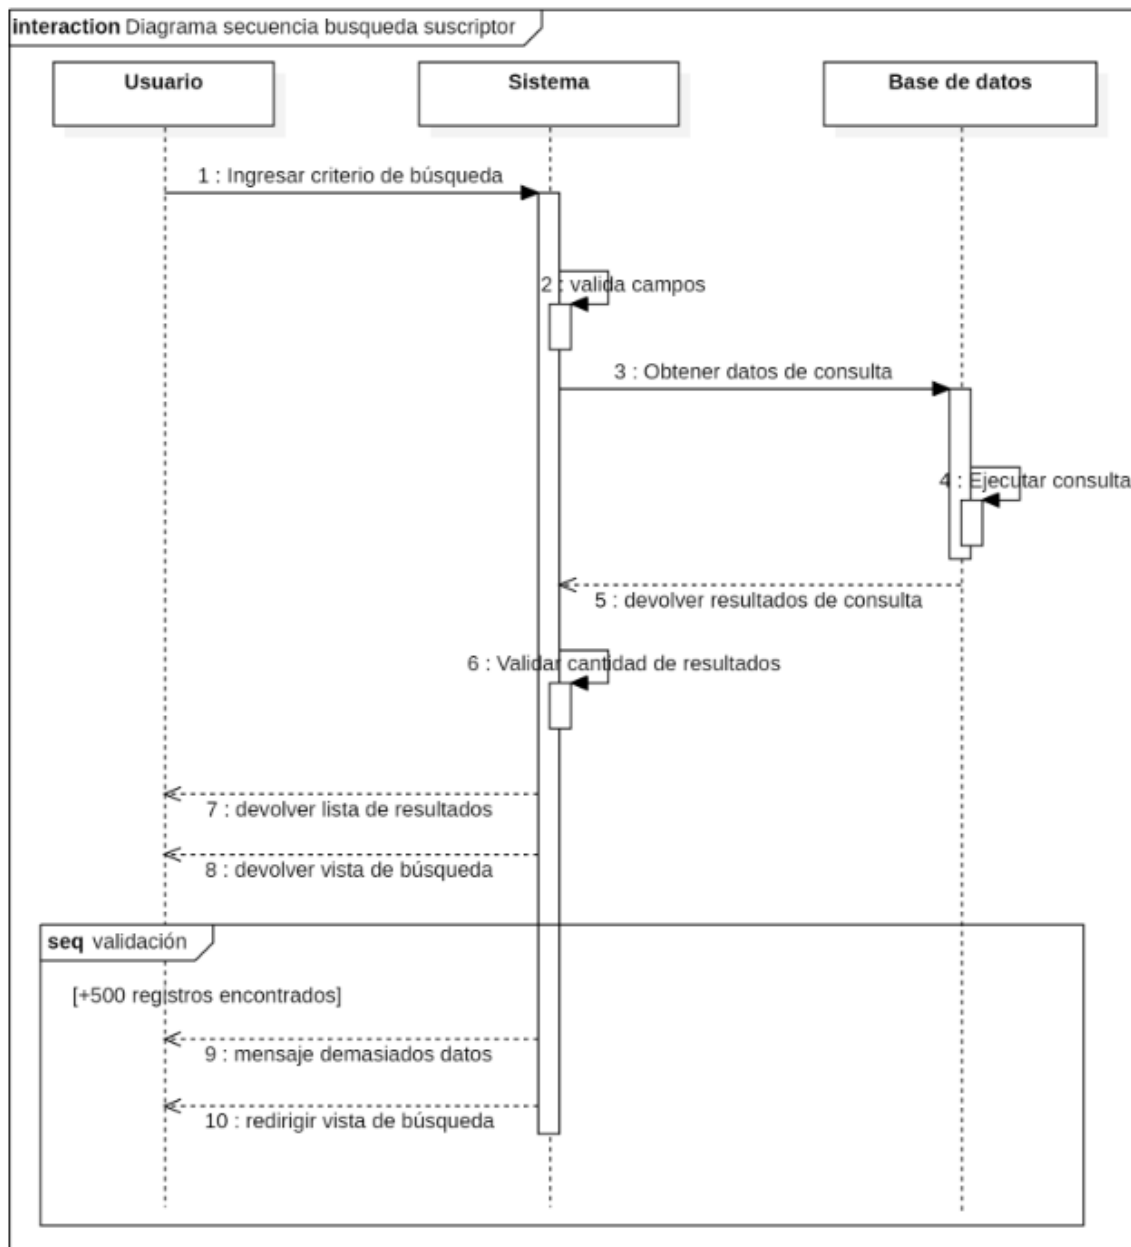 interaction Diagrama secuencia busqueda suscriptor
Usuario
Sistema
Base de datos
1 : Ingresar criterio de búsqueda
2 : valida campos
3 : Obtener datos de consulta
4 : Ejecutar consulta
5 : devolver resultados de consulta
6 : Validar cantidad de resultados
7 : devolver lista de resultados
8 : devolver vista de búsqueda
seq validación
[+500 registros encontrados]
9 : mensaje demasiados datos
10 : redirigir vista de búsqueda